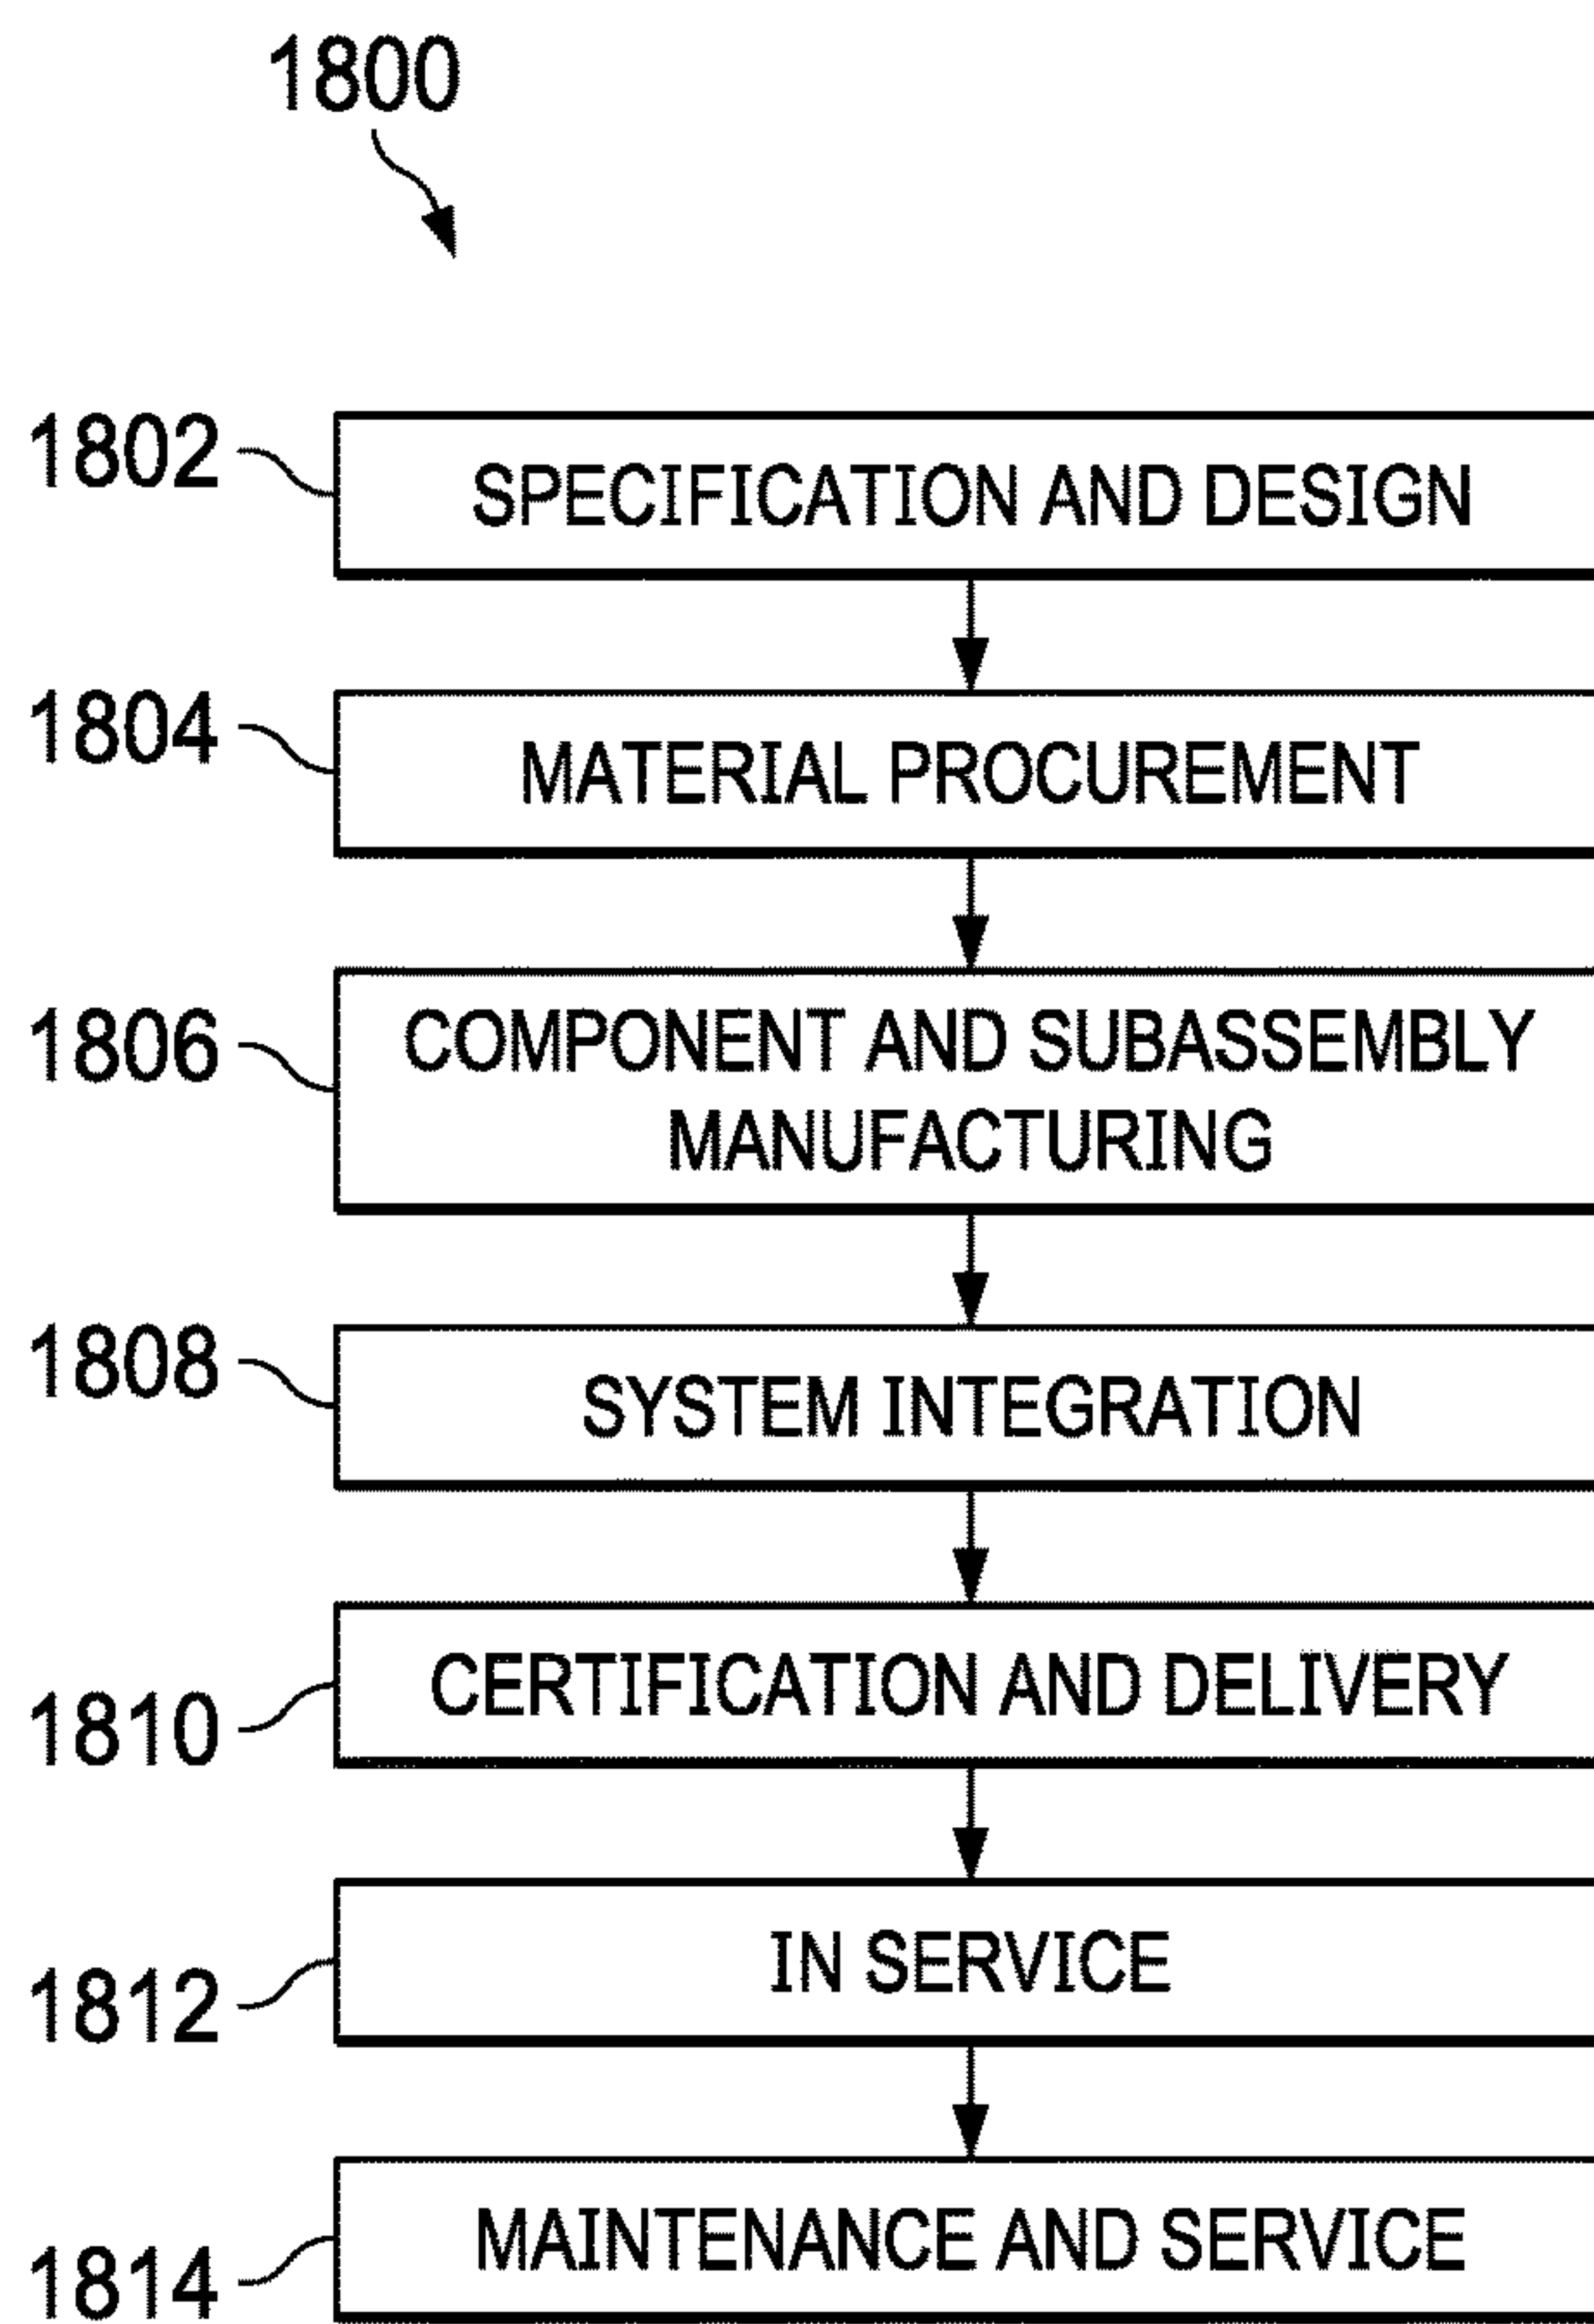 1800
1802
SPECIFICATION AND DESIGN
1804
MATERIAL PROCUREMENT
1806
COMPONENT AND SUBASSEMBLY
MANUFACTURING
1808
SYSTEM INTEGRATION
1810
CERTIFICATION AND DELIVERY
1812
IN SERVICE
1814
MAINTENANCE AND SERVICE